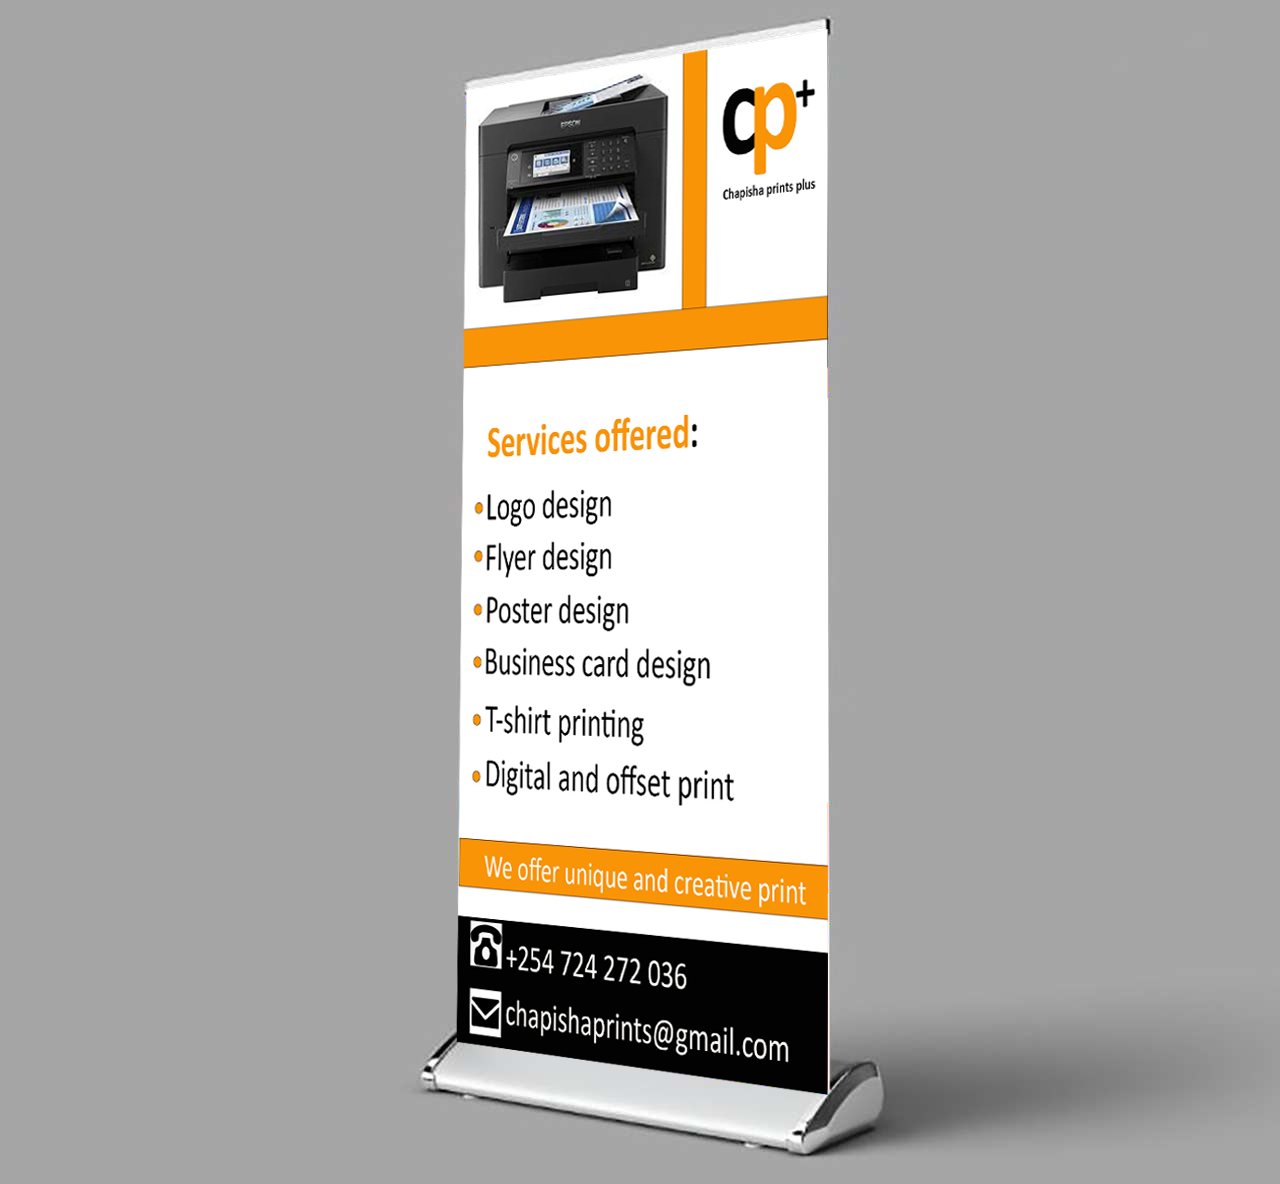 EPSON
cp+
Chapisha prints plus
Services offered:
•Logo design
•Flyer design
•Poster design
•Business card design
•T-shirt printing
•Digital and offset print
We offer unique and creative print
+254 724 272 036
chapishaprints@gmail.com